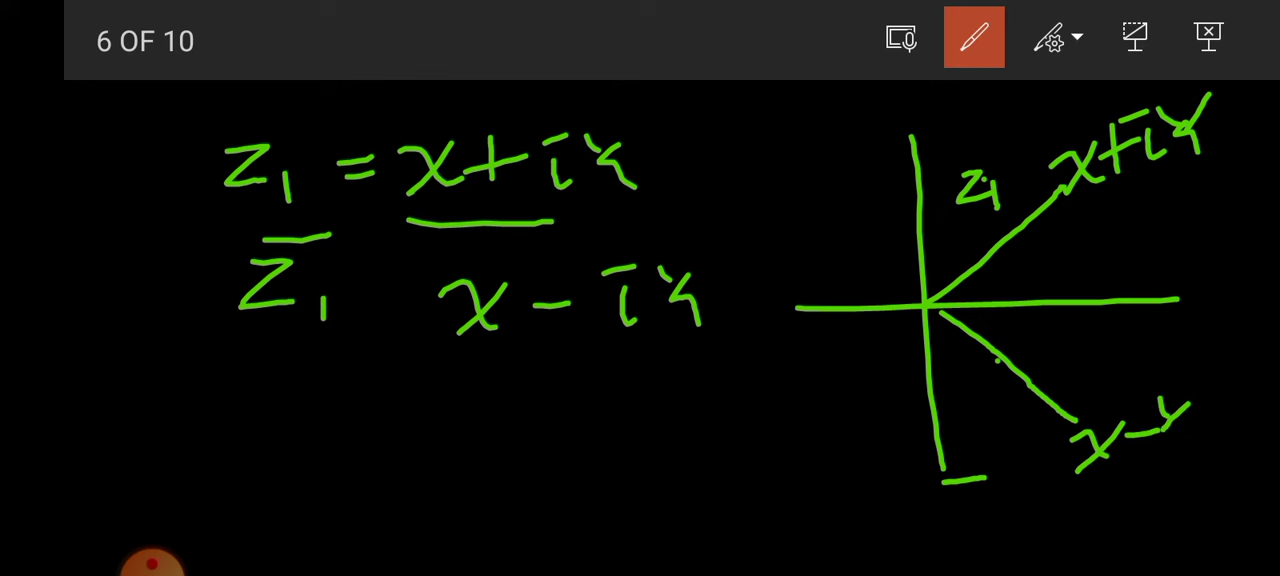 6 OF 10
z₁ = x + iy
z̅₁ x - iy
z₁
x + iy
x - y